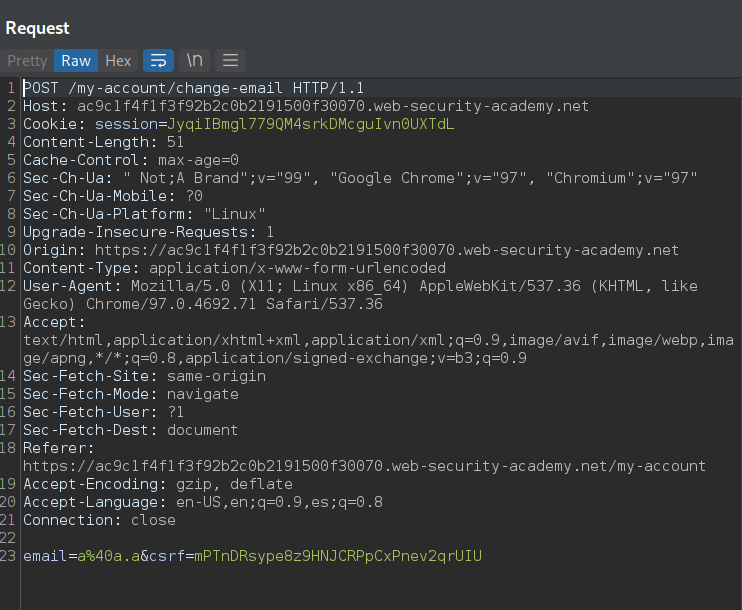 Request
Pretty Raw Hex \n
1 POST /my-account/change-email HTTP/1.1
2 Host: ac9c1f4f1f3f92b2c0b2191500f30070.web-security-academy.net
3 Cookie: session=JyqiIBmgl779QM4srkDMcguIvn0UXTdL
4 Content-Length: 51
5 Cache-Control: max-age=0
6 Sec-Ch-Ua: " Not;A Brand";v="99", "Google Chrome";v="97", "Chromium";v="97"
7 Sec-Ch-Ua-Mobile: ?0
8 Sec-Ch-Ua-Platform: "Linux"
9 Upgrade-Insecure-Requests: 1
10 Origin: https://ac9c1f4f1f3f92b2c0b2191500f30070.web-security-academy.net
11 Content-Type: application/x-www-form-urlencoded
12 User-Agent: Mozilla/5.0 (X11; Linux x86_64) AppleWebKit/537.36 (KHTML, like
Gecko) Chrome/97.0.4692.71 Safari/537.36
13 Accept:
text/html,application/xhtml+xml,application/xml;q=0.9,image/avif,image/webp,ima
ge/apng,*/*;q=0.8,application/signed-exchange;v=b3;q=0.9
14 Sec-Fetch-Site: same-origin
15 Sec-Fetch-Mode: navigate
16 Sec-Fetch-User: ?1
17 Sec-Fetch-Dest: document
18 Referer:
https://ac9c1f4f1f3f92b2c0b2191500f30070.web-security-academy.net/my-account
19 Accept-Encoding: gzip, deflate
20 Accept-Language: en-US,en;q=0.9,es;q=0.8
21 Connection: close
22
23 email=a%40a.a&csrf=mPTnDRsype8z9HNJCRPpCxPnev2qrUIU